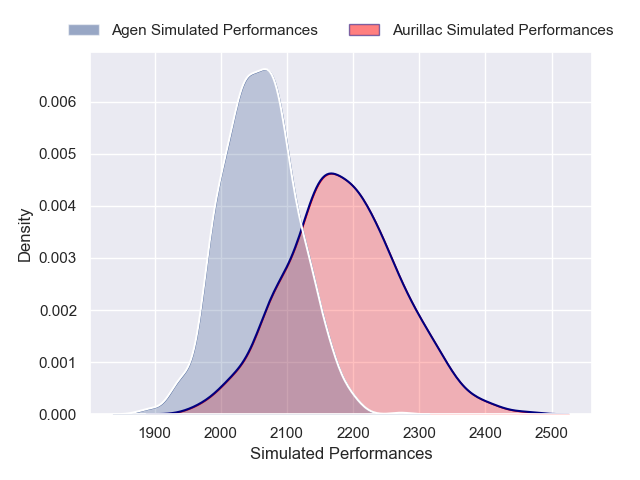 Agen Simulated Performances
Aurillac Simulated Performances
0.006
0.005
0.004
0.003
0.002
0.001
0.000
Density
1900 2000 2100 2200 2300 2400 2500
Simulated Performances